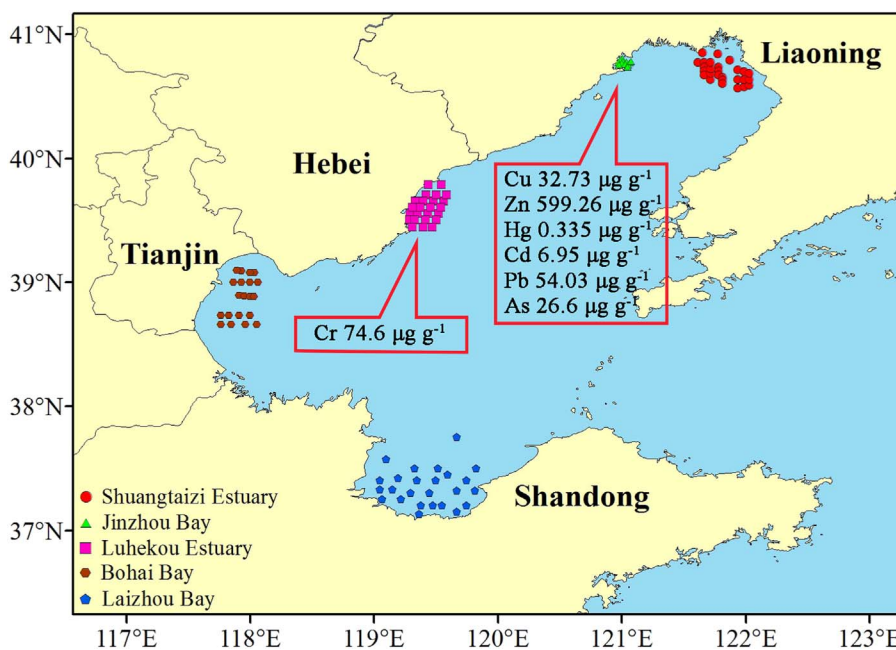 41°N
40°N
39°N
38°N
37°N
Liaoning
Hebei
Tianjin
Shandong
Cu 32.73 μg g⁻¹
Zn 599.26 μg g⁻¹
Hg 0.335 μg g⁻¹
Cd 6.95 μg g⁻¹
Pb 54.03 μg g⁻¹
As 26.6 μg g⁻¹
Cr 74.6 μg g⁻¹
Shuangtaizi Estuary
Jinzhou Bay
Luhekou Estuary
Bohai Bay
Laizhou Bay
117°E 118°E 119°E 120°E 121°E 122°E 123°E